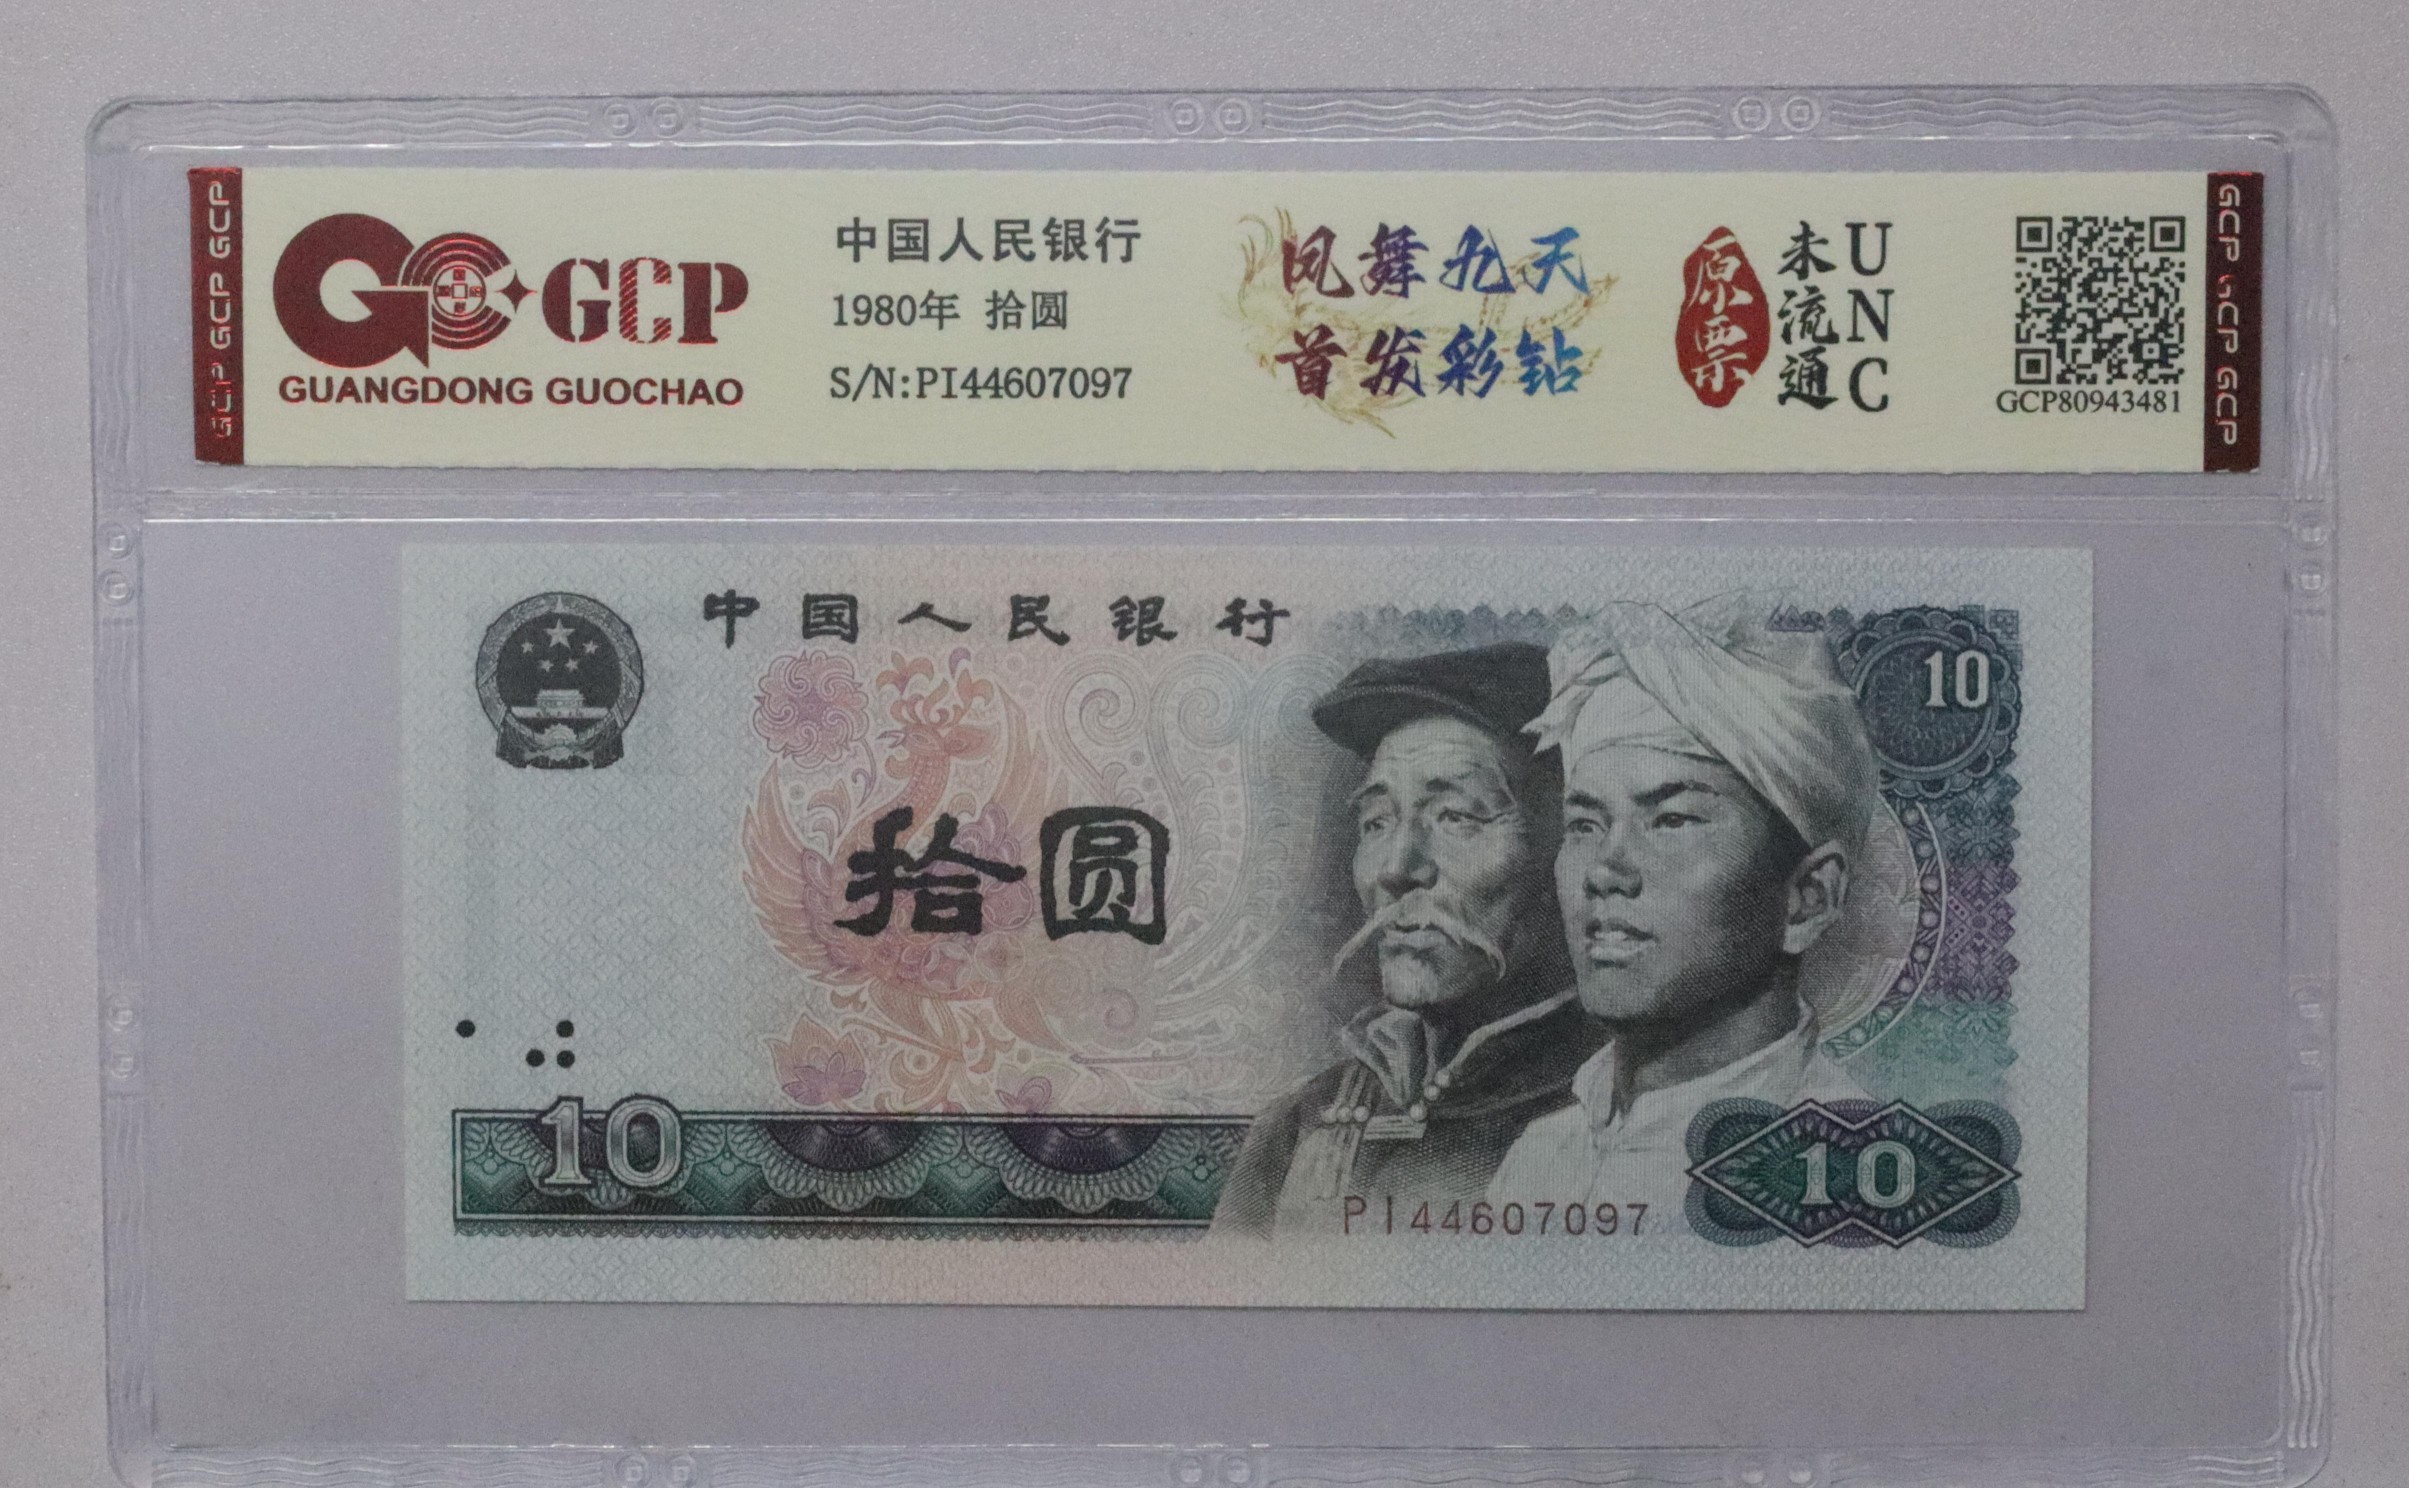 GCP GCP GCP
GCP
GUANGDONG GUOCHAO
中国人民银行
1980年 拾圆
S/N:PI44607097
凤舞九天
首发彩钻
原票
未流通
UNC
GCP80943481
GCP GCP GCP
中国人民银行
10
拾圆
10
10
PI44607097